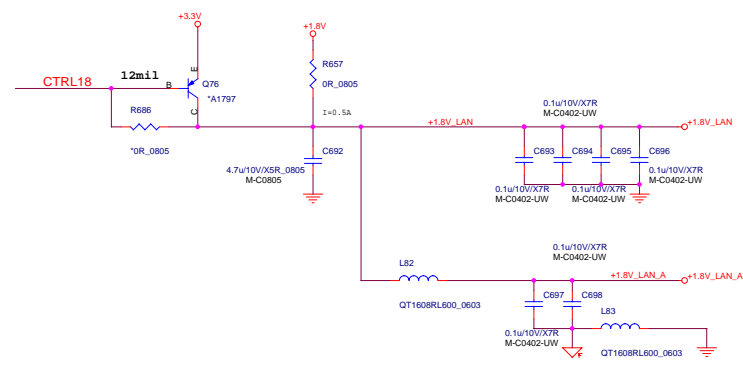 +3.3V
+1.8V
CTRL18
12mil
B
E
C
Q76
*A1797
R657
0R_0805
R686
*0R_0805
I=0.5A
+1.8V_LAN
0.1u/10V/X7R
M-C0402-UW
+1.8V_LAN
C692
4.7u/10V/X5R_0805
M-C0805
C693
C694
C695
C696
0.1u/10V/X7R
M-C0402-UW
0.1u/10V/X7R
M-C0402-UW
0.1u/10V/X7R
M-C0402-UW
0.1u/10V/X7R
M-C0402-UW
L82
QT1608RL600_0603
+1.8V_LAN_A
+1.8V_LAN_A
C697
C698
0.1u/10V/X7R
M-C0402-UW
L83
QT1608RL600_0603
F